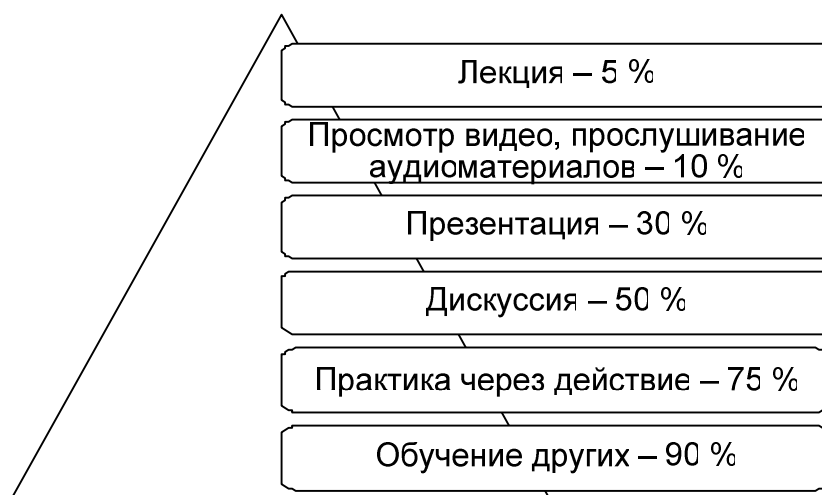 Лекция – 5 %
Просмотр видео, прослушивание
аудиоматериалов – 10 %
Презентация – 30 %
Дискуссия – 50 %
Практика через действие – 75 %
Обучение других – 90 %